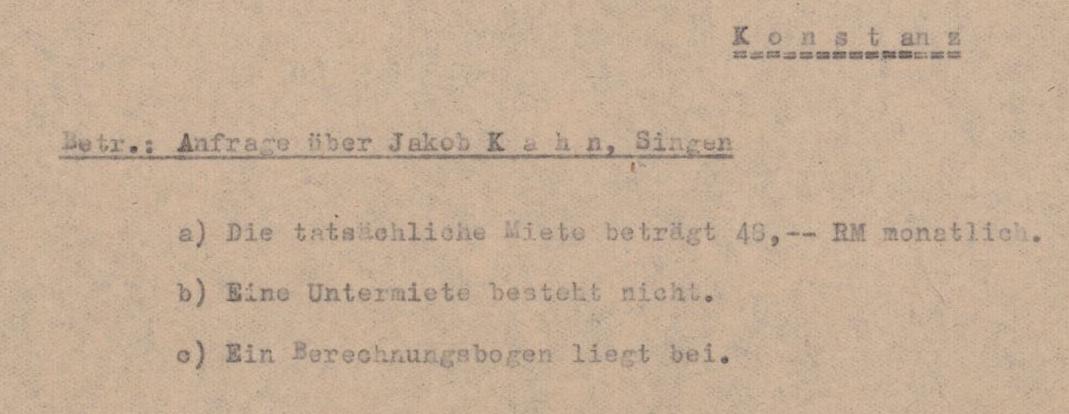 K o n s t an z
Betr.: Anfrage über Jakob K a h n, Singen
a) Die tatsächliche Miete beträgt 48,-- RM monatlich.
b) Eine Untermiete besteht nicht.
c) Ein Berechnungsbogen liegt bei.